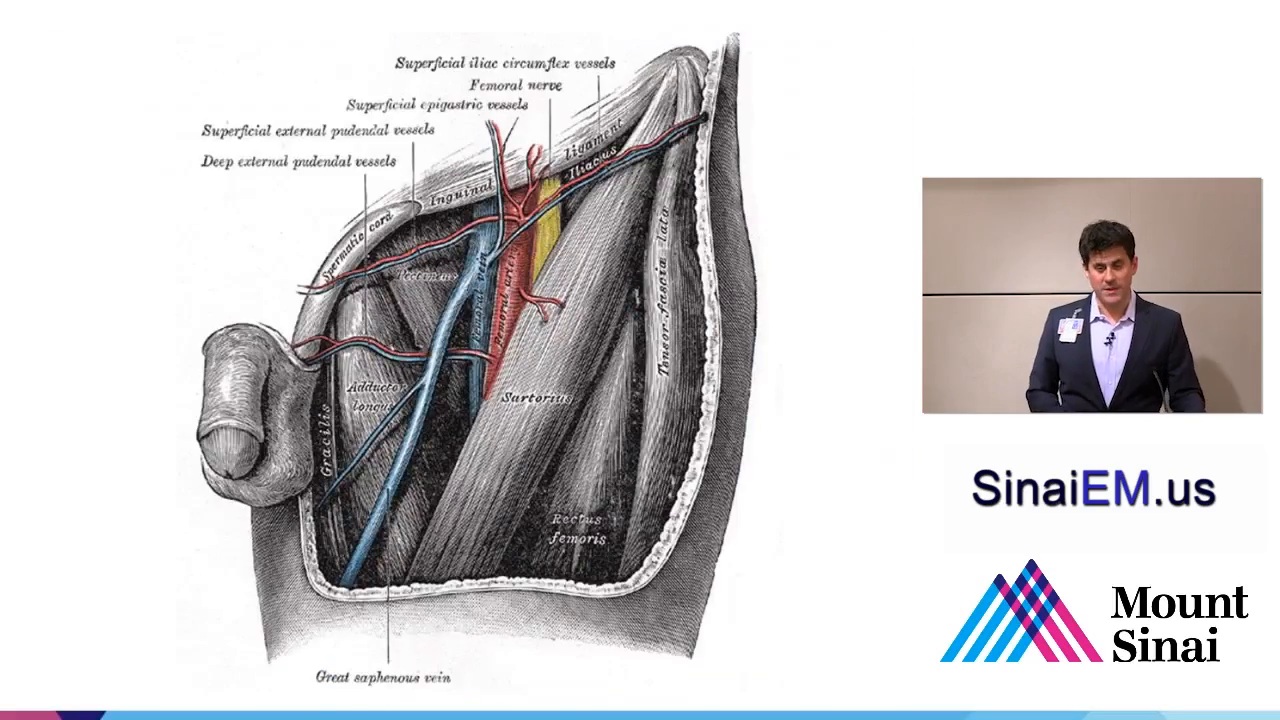 Superficial iliac circumflex vessels
Femoral nerve
Superficial epigastric vessels
Superficial external pudendal vessels
Deep external pudendal vessels
Inguinal
ligament
Iliacus
Spermatic cord
Pectineus
Femoral vein
Femoral artery
Tensor fascia lata
Adductor
longus
Sartorius
Gracilis
Rectus
femoris
Great saphenous vein
SinaiEM.us
Mount
Sinai